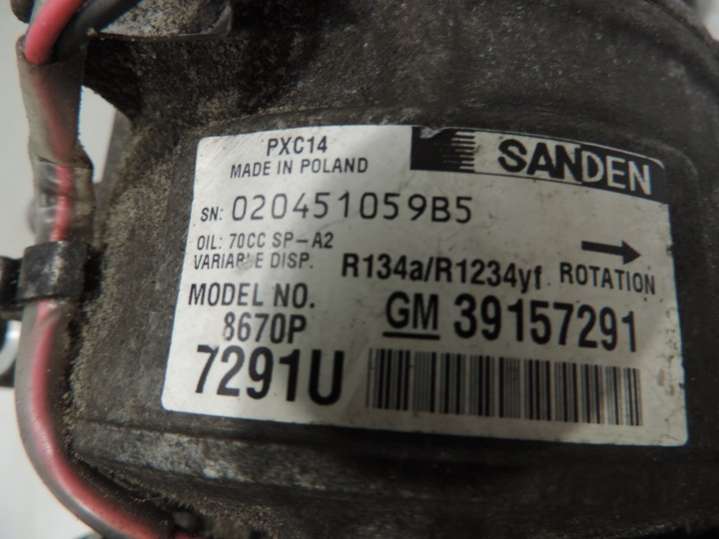 PXC14
MADE IN POLAND
SANDEN
SN: 020451059B5
OIL: 70CC SP-A2
VARIABLE DISP.
R134a/R1234yf
ROTATION
MODEL NO.
8670P
GM 39157291
7291U